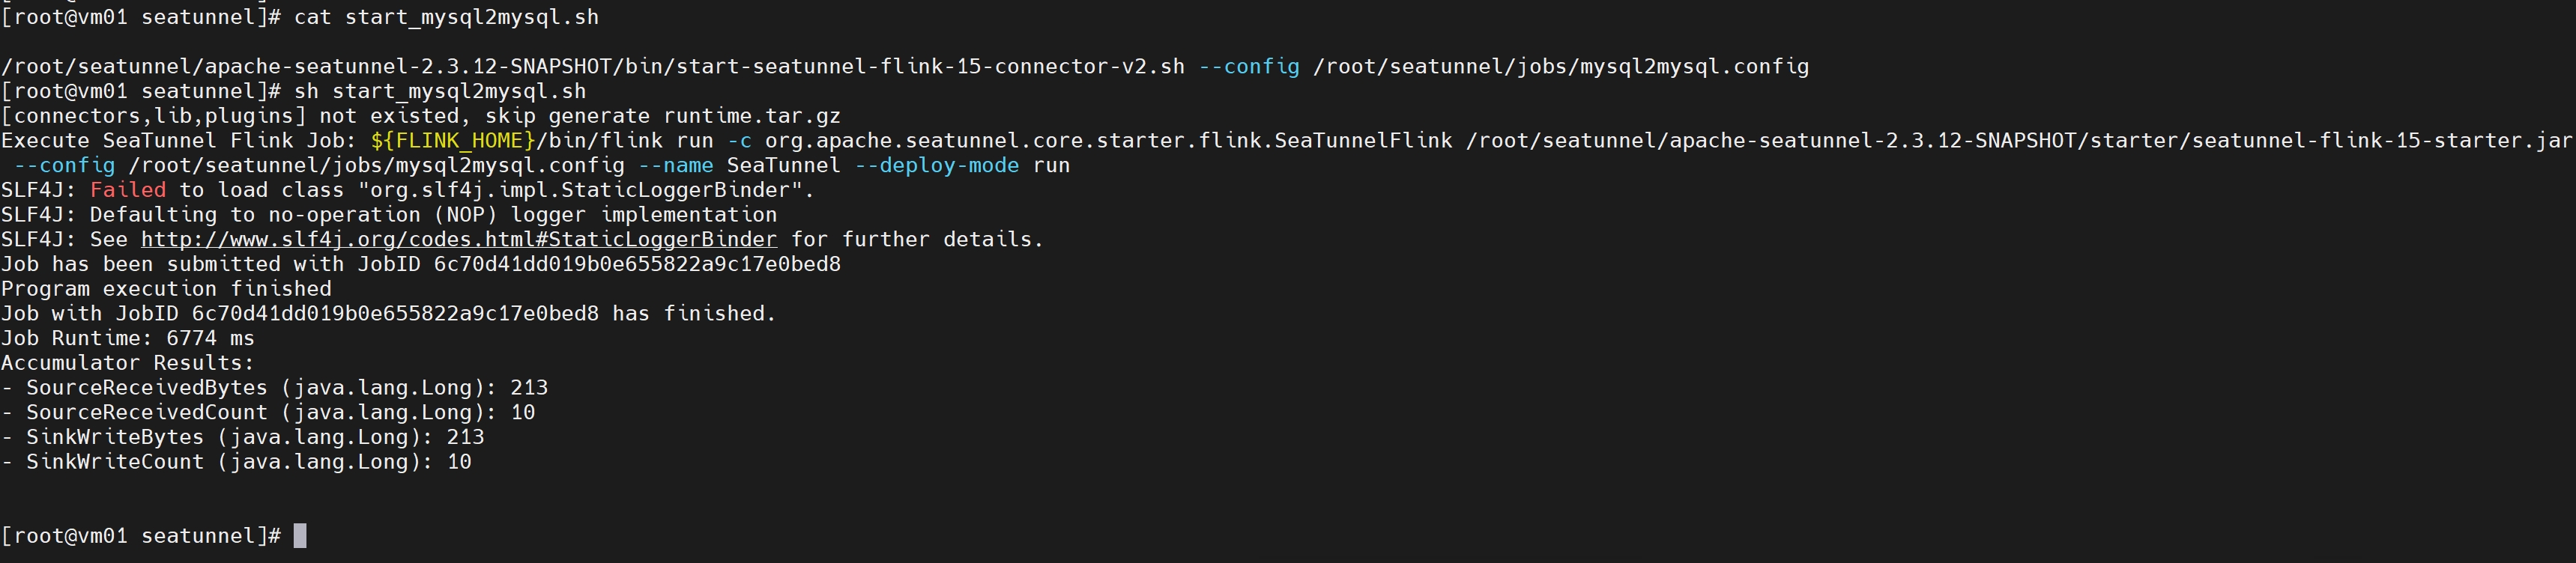 [root@vm01 seatunnel]# cat start_mysql2mysql.sh
/root/seatunnel/apache-seatunnel-2.3.12-SNAPSHOT/bin/start-seatunnel-flink-15-connector-v2.sh --config /root/seatunnel/jobs/mysql2mysql.config
[root@vm01 seatunnel]# sh start_mysql2mysql.sh
[connectors,lib,plugins] not existed, skip generate runtime.tar.gz
Execute SeaTunnel Flink Job: ${FLINK_HOME}/bin/flink run -c org.apache.seatunnel.core.starter.flink.SeaTunnelFlink /root/seatunnel/apache-seatunnel-2.3.12-SNAPSHOT/starter/seatunnel-flink-15-starter.jar
--config /root/seatunnel/jobs/mysql2mysql.config --name SeaTunnel --deploy-mode run
SLF4J: Failed to load class "org.slf4j.impl.StaticLoggerBinder".
SLF4J: Defaulting to no-operation (NOP) logger implementation
SLF4J: See http://www.slf4j.org/codes.html#StaticLoggerBinder for further details.
Job has been submitted with JobID 6c70d41dd019b0e655822a9c17e0bed8
Program execution finished
Job with JobID 6c70d41dd019b0e655822a9c17e0bed8 has finished.
Job Runtime: 6774 ms
Accumulator Results:
- SourceReceivedBytes (java.lang.Long): 213
- SourceReceivedCount (java.lang.Long): 10
- SinkWriteBytes (java.lang.Long): 213
- SinkWriteCount (java.lang.Long): 10
[root@vm01 seatunnel]#